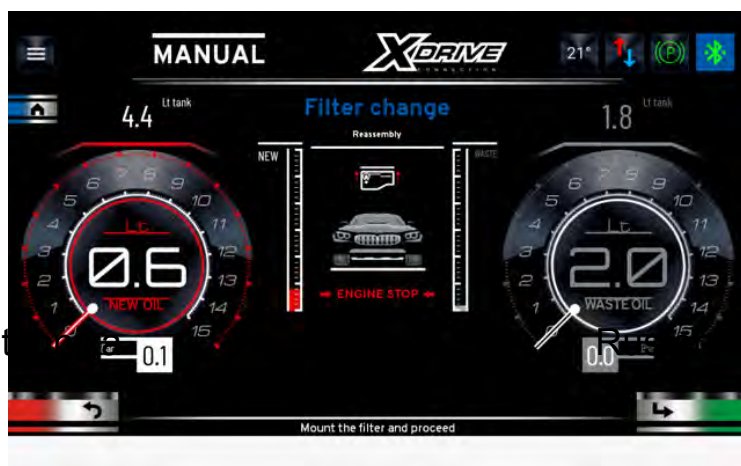 MANUAL
XDRIVE
CONNECTION
21°
(P)
4.4 Lt tank
Filter change
1.8 Lt tank
Reassembly
NEW
WASTE
0 1 2 3 4 5 6 7 8 9 10 11 12 13 14 15
Lt
0.6
NEW OIL
ENGINE STOP
1 2 3 4 5 6 7 8 9 10 11 12 13 14 15
Lt
2.0
WASTE OIL
Bar 0.1
0.0
Mount the filter and proceed